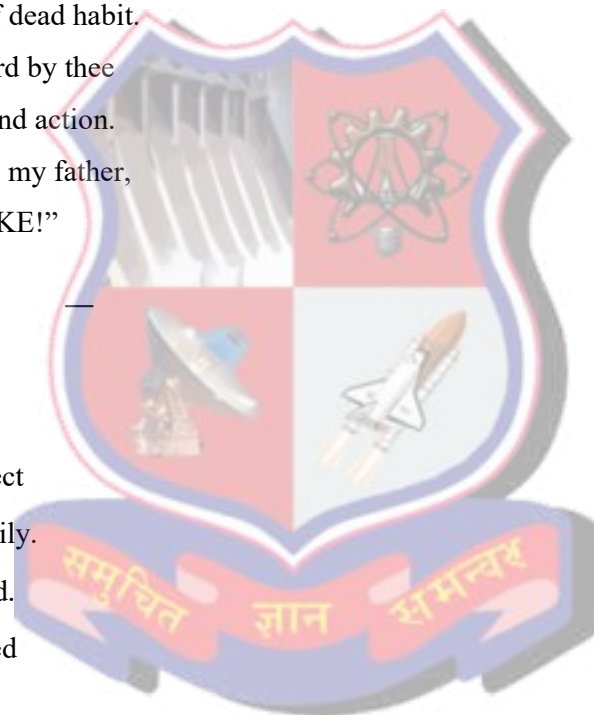 f dead habit.
rd by thee
nd action.
my father,
KE!”
—
ect
ily.
d.
ed
समुचित ज्ञान समन्वय